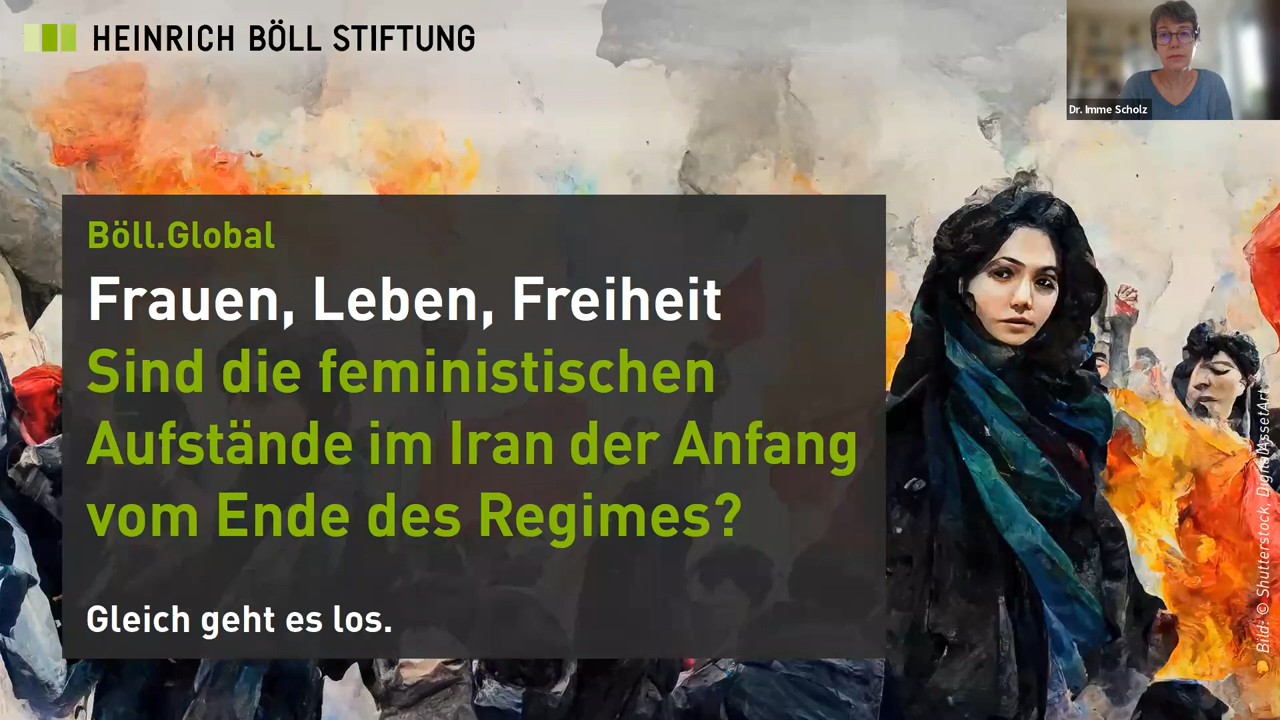 HEINRICH BÖLL STIFTUNG
Dr. Imme Scholz
Böll.Global
Frauen, Leben, Freiheit
Sind die feministischen
Aufstände im Iran der Anfang
vom Ende des Regimes?
Gleich geht es los.
Bild: © Shutterstock, DigitalAssetArt